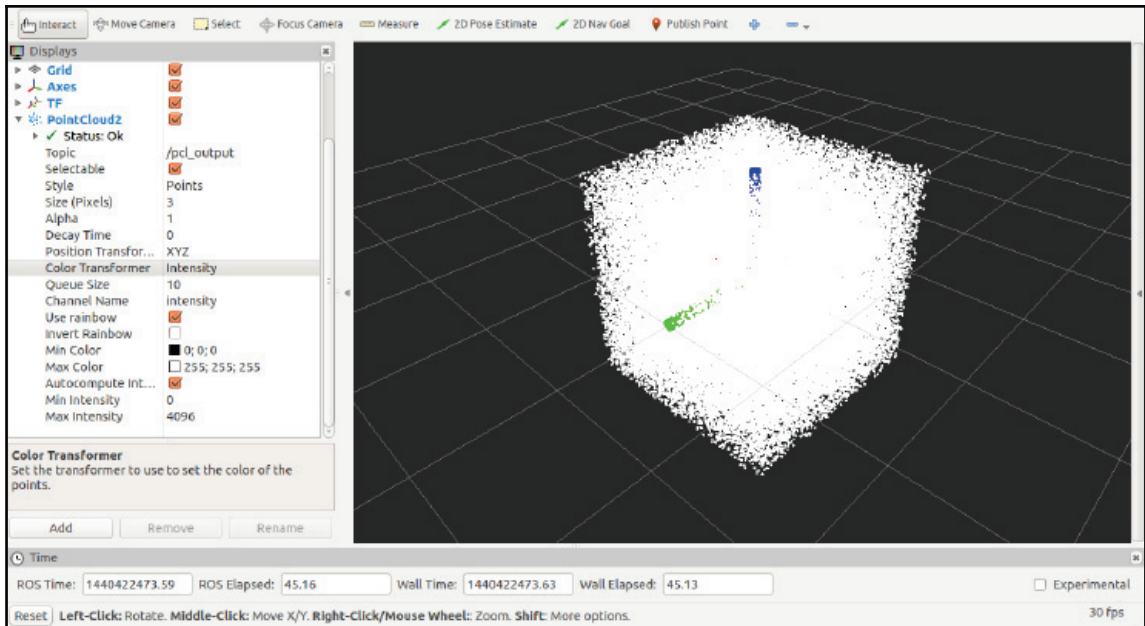 Interact Move Camera Select Focus Camera Measure 2D Pose Estimate 2D Nav Goal Publish Point
Displays
Grid
Axes
TF
PointCloud2
Status: Ok
Topic /pcl_output
Selectable
Style Points
Size (Pixels) 3
Alpha 1
Decay Time 0
Position Transfor... XYZ
Color Transformer Intensity
Queue Size 10
Channel Name intensity
Use rainbow
Invert Rainbow
Min Color 0; 0; 0
Max Color 255; 255; 255
Autocompute Int...
Min Intensity 0
Max Intensity 4096
Color Transformer
Set the transformer to use to set the color of the
points.
Add Remove Rename
Time
ROS Time: 1440422473.59 ROS Elapsed: 45.16 Wall Time: 1440422473.63 Wall Elapsed: 45.13 Experimental
Reset Left-Click: Rotate. Middle-Click: Move X/Y. Right-Click/Mouse Wheel:: Zoom. Shift: More options. 30 fps